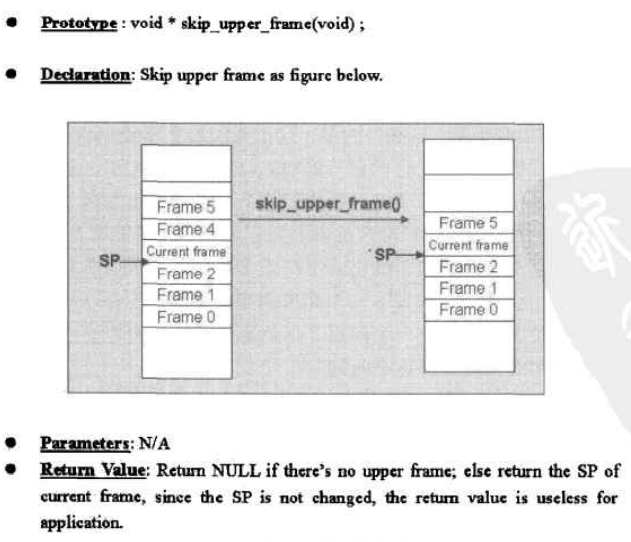 ● Prototype : void * skip_upper_frame(void) ;
● Declaration: Skip upper frame as figure below.
Frame 5
Frame 4
Current frame
SP
Frame 2
Frame 1
Frame 0
skip_upper_frame()
Frame 5
Current frame
SP
Frame 2
Frame 1
Frame 0
● Parameters: N/A
● Return Value: Return NULL if there's no upper frame; else return the SP of
current frame, since the SP is not changed, the return value is useless for
application.